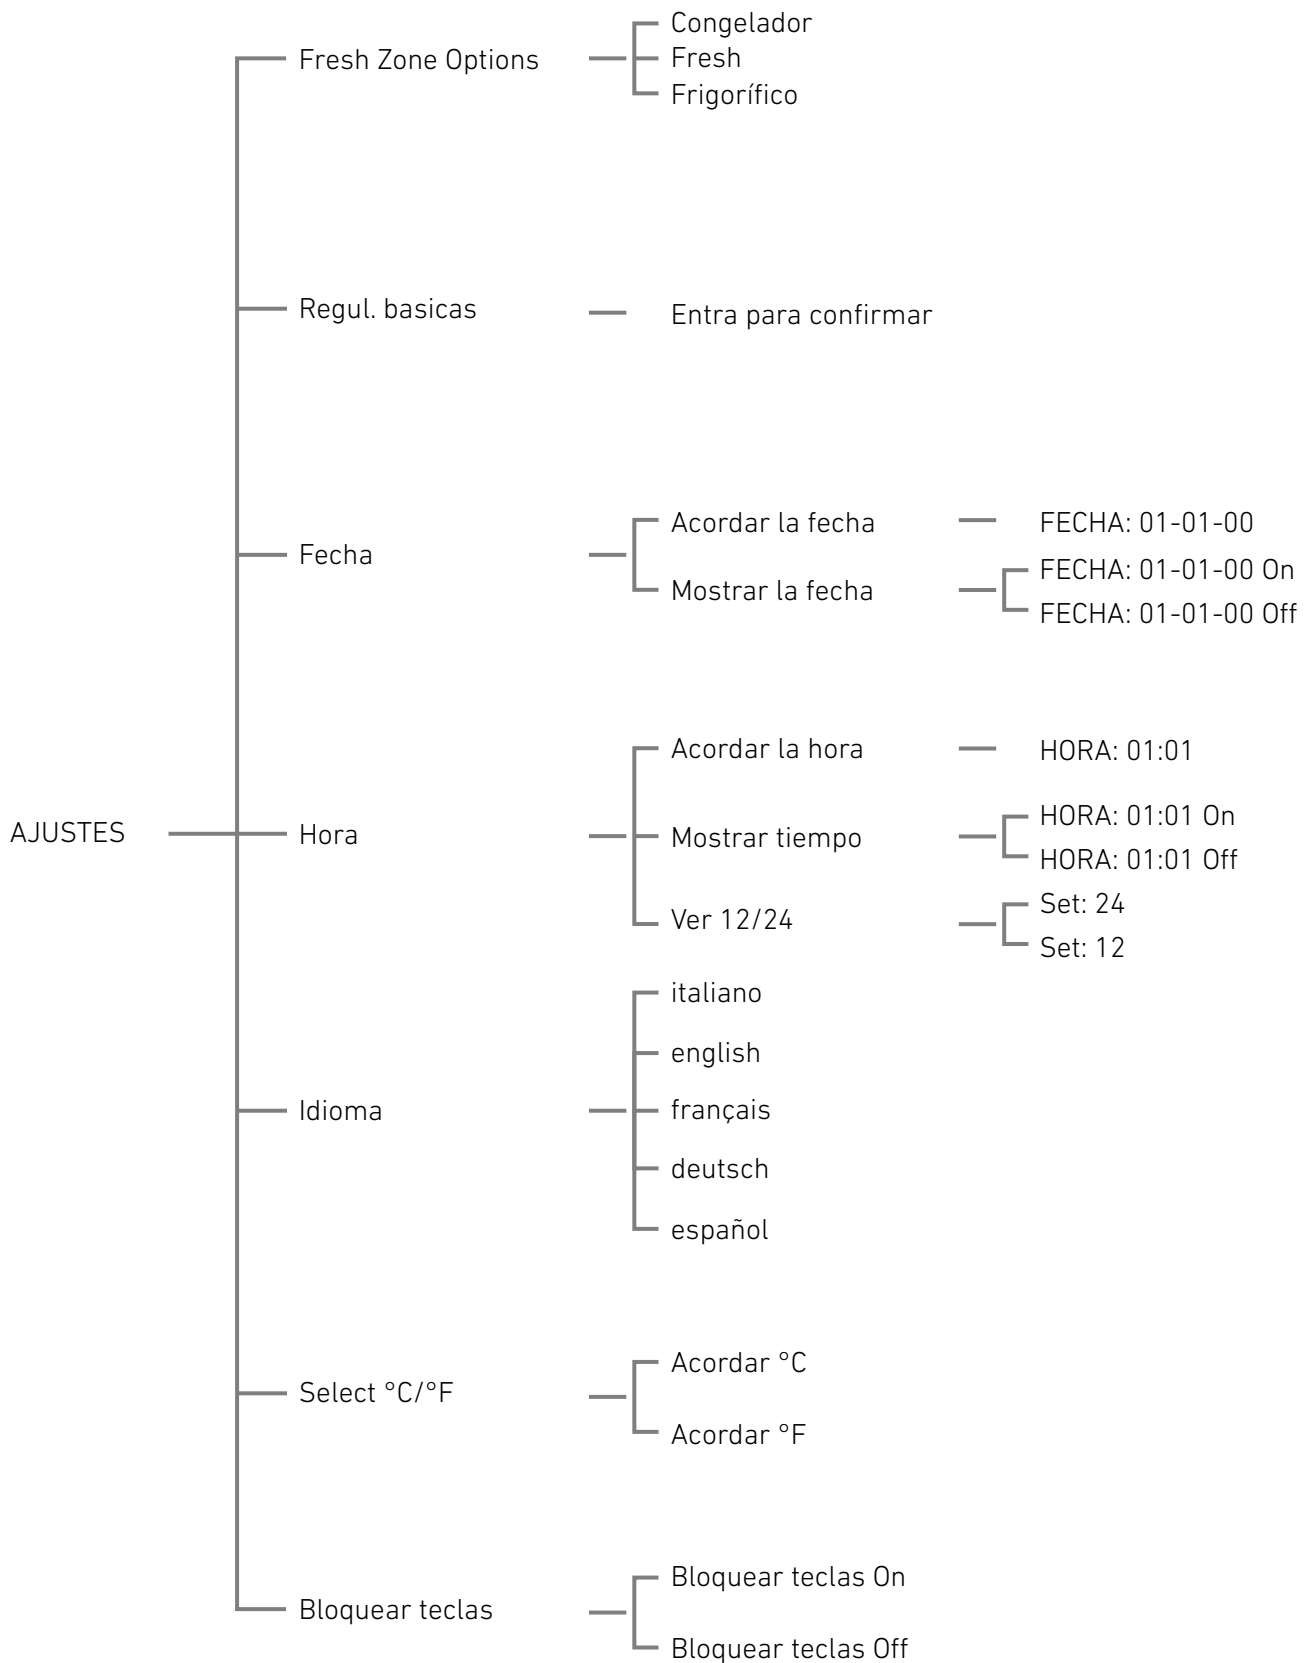 Congelador
Fresh Zone Options
Fresh
Frigorífico
Regul. basicas
Entra para confirmar
Fecha
Acordar la fecha
FECHA: 01-01-00
Mostrar la fecha
FECHA: 01-01-00 On
FECHA: 01-01-00 Off
AJUSTES
Hora
Acordar la hora
HORA: 01:01
Mostrar tiempo
HORA: 01:01 On
HORA: 01:01 Off
Ver 12/24
Set: 24
Set: 12
Idioma
italiano
english
français
deutsch
español
Select °C/°F
Acordar °C
Acordar °F
Bloquear teclas
Bloquear teclas On
Bloquear teclas Off